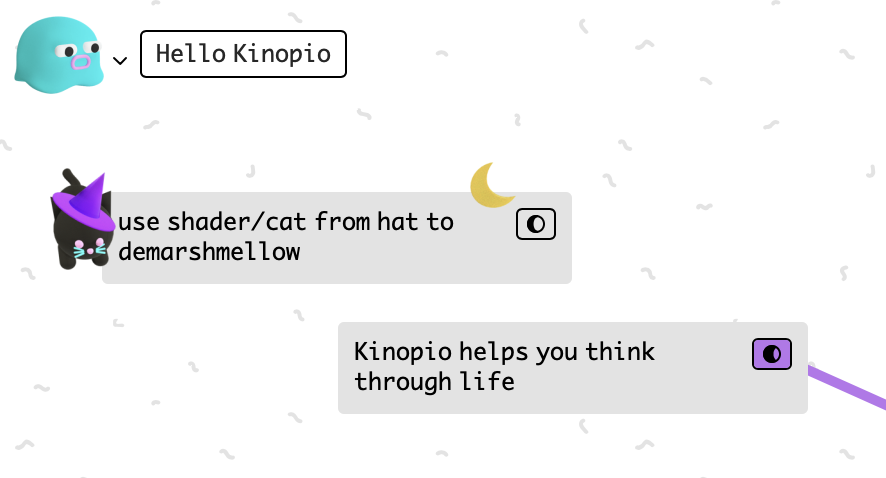 Hello Kinopio
use shader/cat from hat to
demarshmellow
Kinopio helps you think
through life